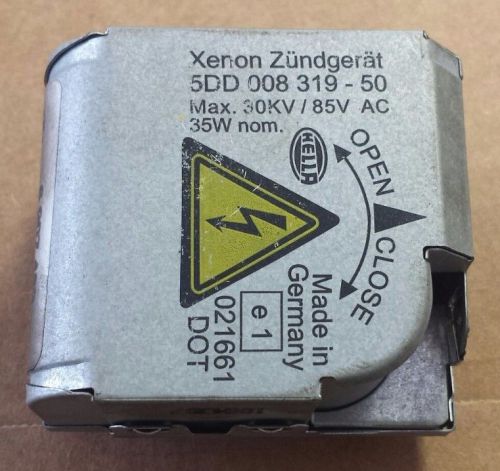 Xenon Zündgerät
5DD 008 319 - 50
Max. 30KV / 85V AC
35W nom.
HELLA
OPEN
CLOSE
Made in
Germany
e 1
021661
DOT